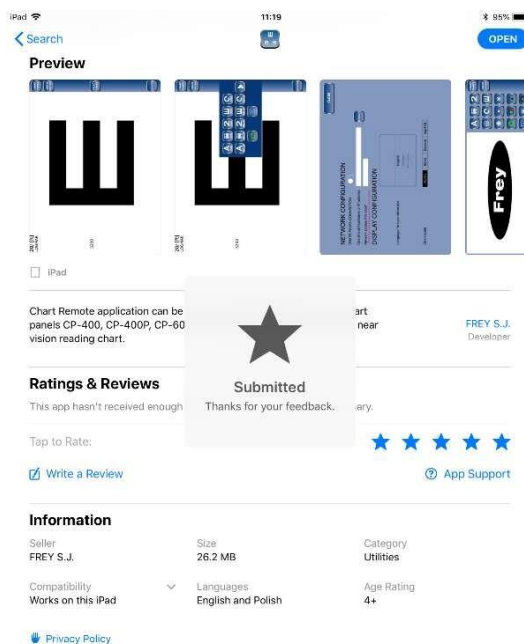 iPad 11:19 95%
Search OPEN
Preview
NETWORK CONFIGURATION
DISPLAY CONFIGURATION
Frey
iPad
Chart Remote application can be art
panels CP-400, CP-400P, CP-60 near
vision reading chart.
FREY S.J.
Developer
Submitted
Thanks for your feedback.
Ratings & Reviews
This app hasn't received enough ary.
Tap to Rate:
Write a Review App Support
Information
Seller Size Category
FREY S.J. 26.2 MB Utilities
Compatibility Languages Age Rating
Works on this iPad English and Polish 4+
Privacy Policy